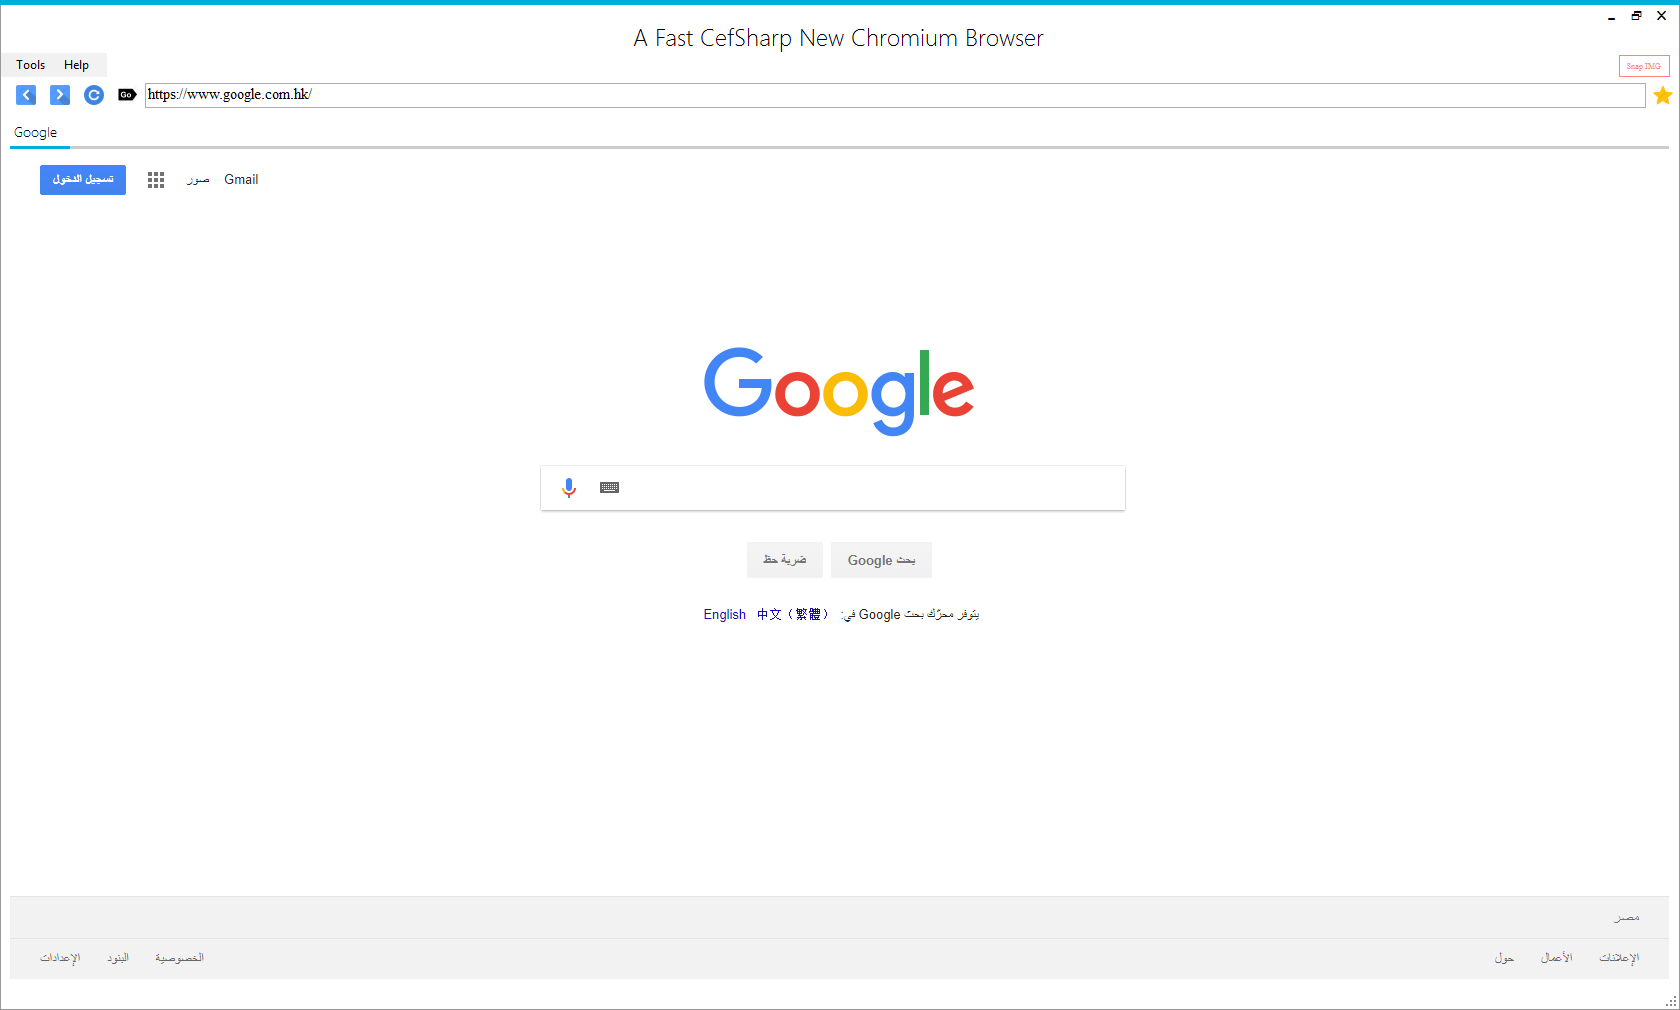 A Fast CefSharp New Chromium Browser
Tools Help
Snap IMG
Go https://www.google.com.hk/
Google
تسجيل الدخول صور Gmail
Google
بحث Google ضربة حظ
يتوفر محرّك بحث Google في: 中文（繁體） English
مصر
الإعلانات الأعمال حول الخصوصية البنود الإعدادات